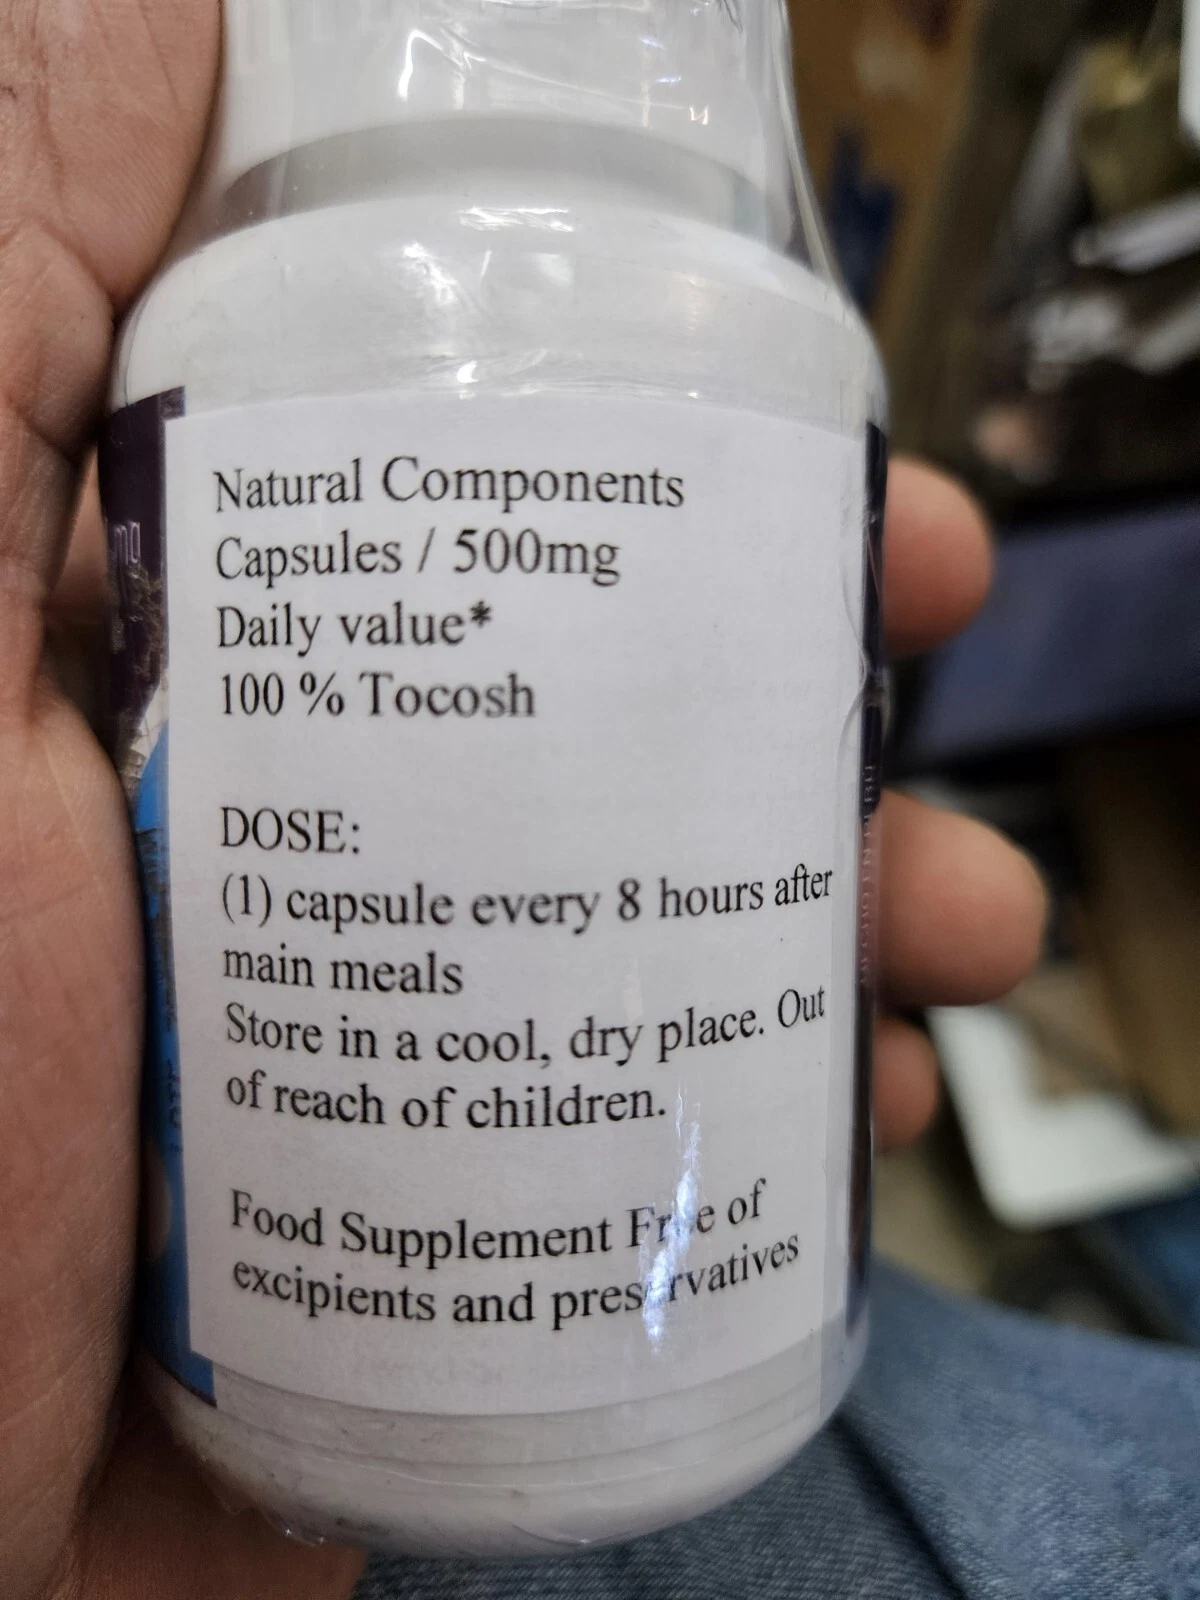 Natural Components
Capsules / 500mg
Daily value*
100 % Tocosh
DOSE:
(1) capsule every 8 hours after
main meals
Store in a cool, dry place. Out
of reach of children.
Food Supplement Free of
excipients and preservatives
mg